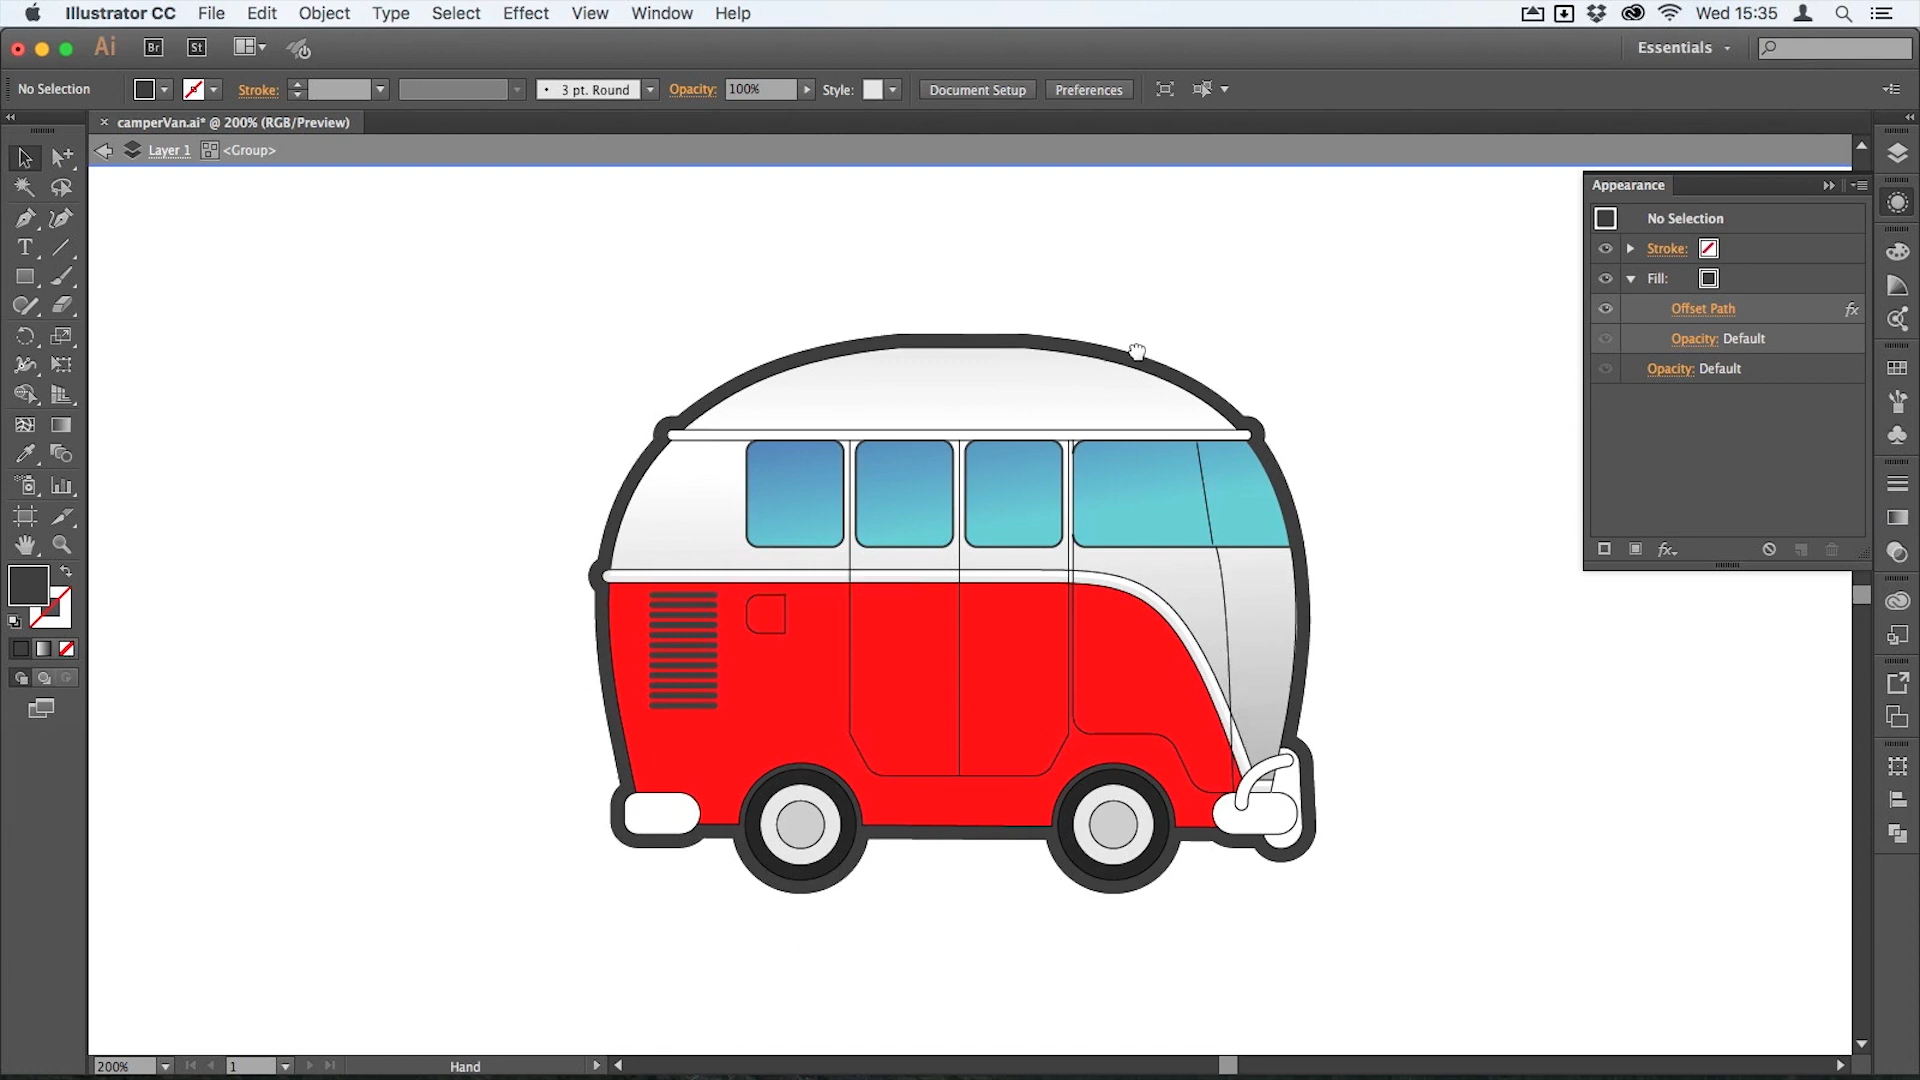 Illustrator CC File Edit Object Type Select Effect View Window Help Wed 15:35
Ai Br St Essentials
No Selection Stroke: 3 pt. Round Opacity: 100% Style: Document Setup Preferences
camperVan.ai* @ 200% (RGB/Preview)
Layer 1 <Group>
Appearance
No Selection
Stroke:
Fill:
Offset Path fx
Opacity: Default
Opacity: Default
fx
T
200% 1 Hand